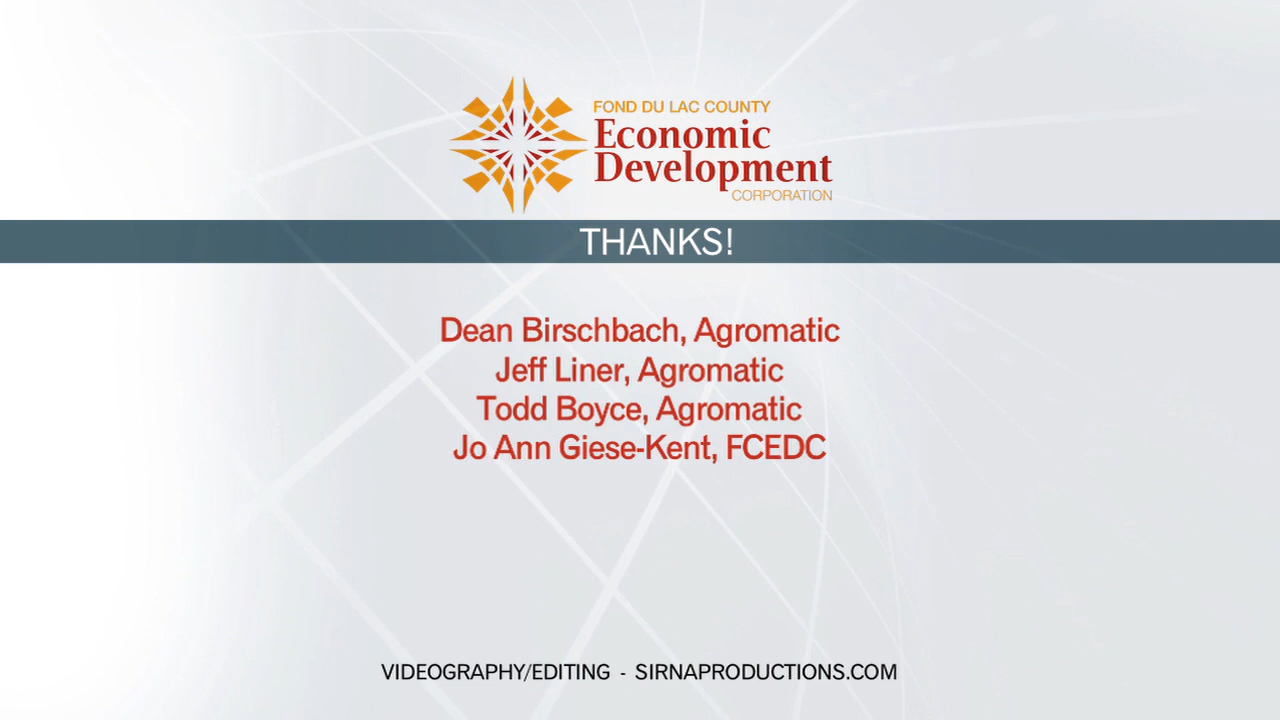 FOND DU LAC COUNTY
Economic
Development
CORPORATION
THANKS!
Dean Birschbach, Agromatic
Jeff Liner, Agromatic
Todd Boyce, Agromatic
Jo Ann Giese-Kent, FCEDC
VIDEOGRAPHY/EDITING - SIRNAPRODUCTIONS.COM